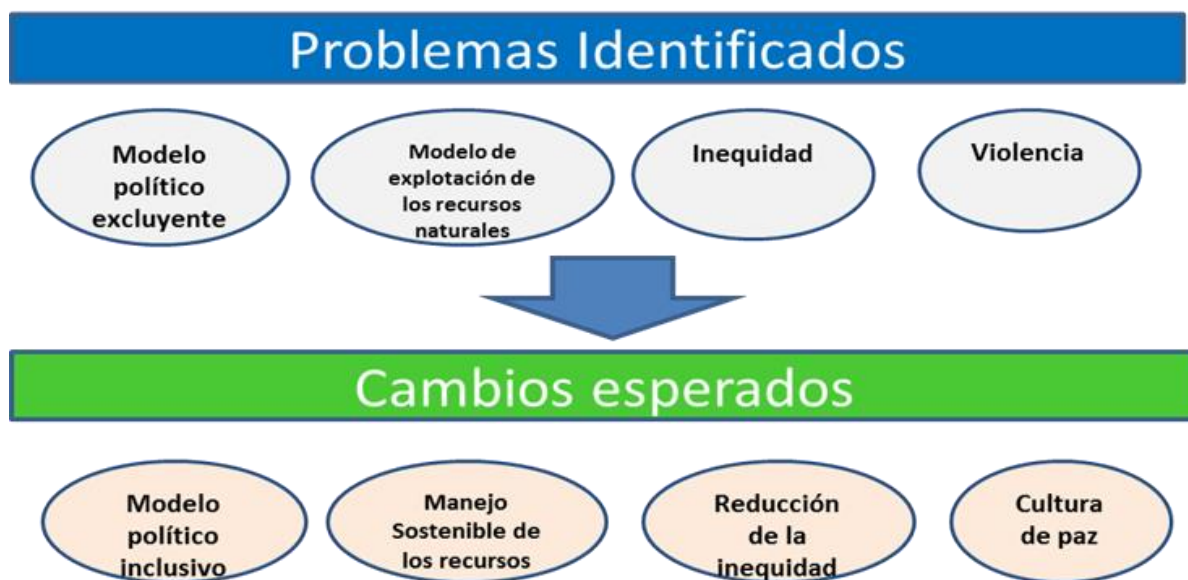 Problemas Identificados
Modelo
político
excluyente
Modelo de
explotación de
los recursos
naturales
Inequidad
Violencia
Cambios esperados
Modelo
político
inclusivo
Manejo
Sostenible de
los recursos
Reducción
de la
inequidad
Cultura
de paz